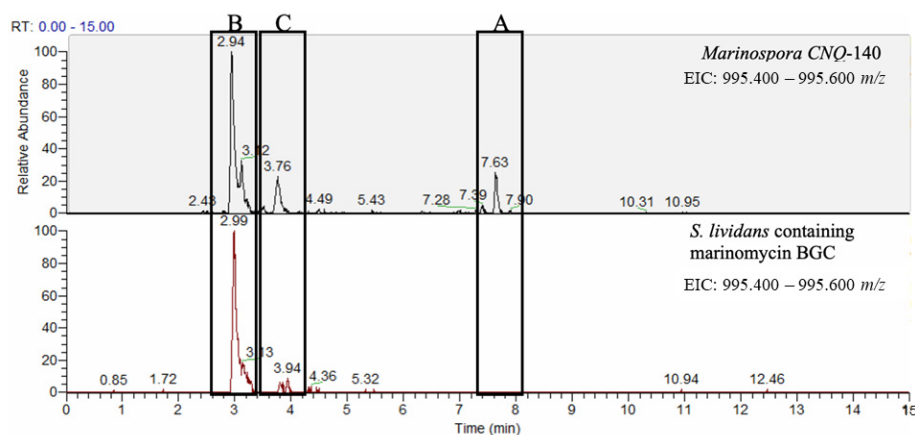 B C A
RT: 0.00 - 15.00
2.94
Marinospora CNQ-140
EIC: 995.400 – 995.600 m/z
100
80
60
40
20
0
Relative Abundance
2.43 3.12 3.76 4.49 5.43 7.28 7.39 7.63 7.90 10.31 10.95
2.99
S. lividans containing
marinomycin BGC
EIC: 995.400 – 995.600 m/z
100
80
60
40
20
0
0.85 1.72 3.13 3.94 4.36 5.32 10.94 12.46
0 1 2 3 4 5 6 7 8 9 10 11 12 13 14 15
Time (min)